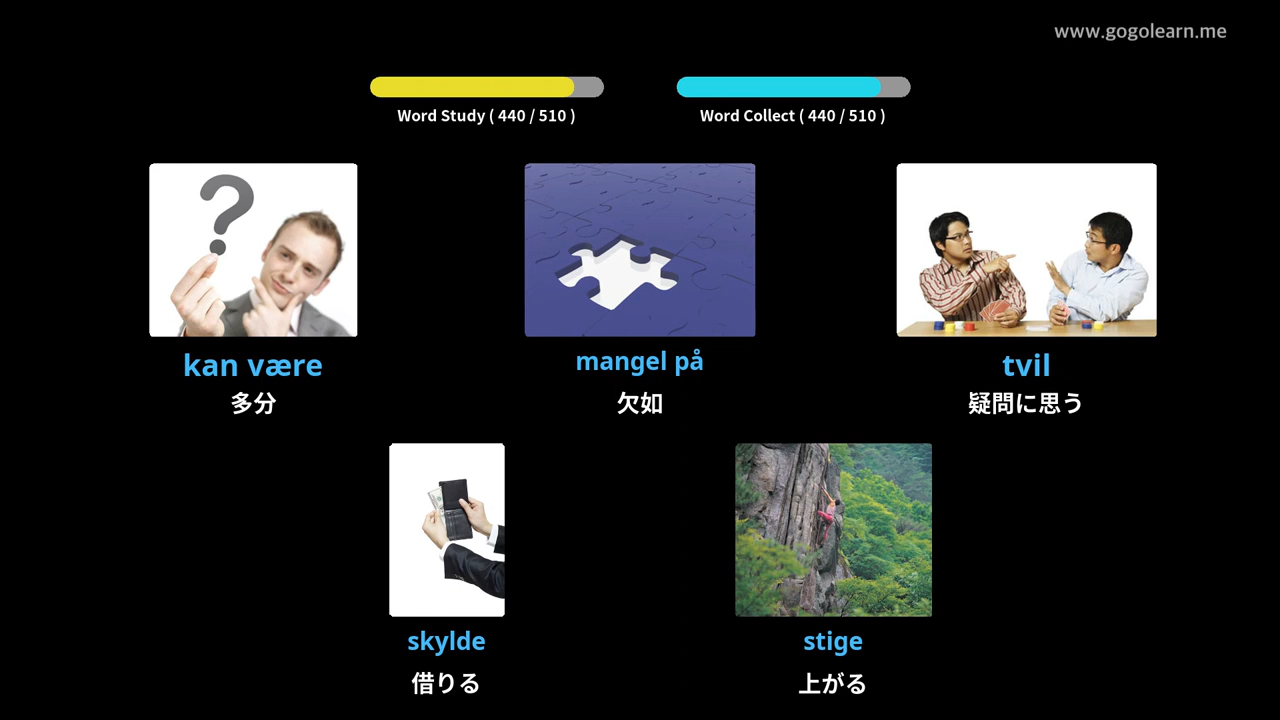 www.gogolearn.me
Word Study ( 440 / 510 )
Word Collect ( 440 / 510 )
kan være
多分
mangel på
欠如
tvil
疑問に思う
skylde
借りる
stige
上がる